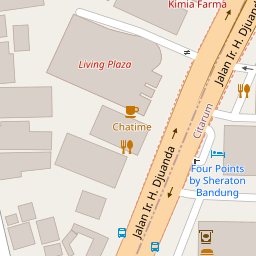 Kimia Farma
Jalan Ir. H. Djuanda
Living Plaza
Citarum
Chatime
Four Points
by Sheraton
Bandung
Jalan Ir. H. Djuanda
Jalan Ir. H. Djuanda